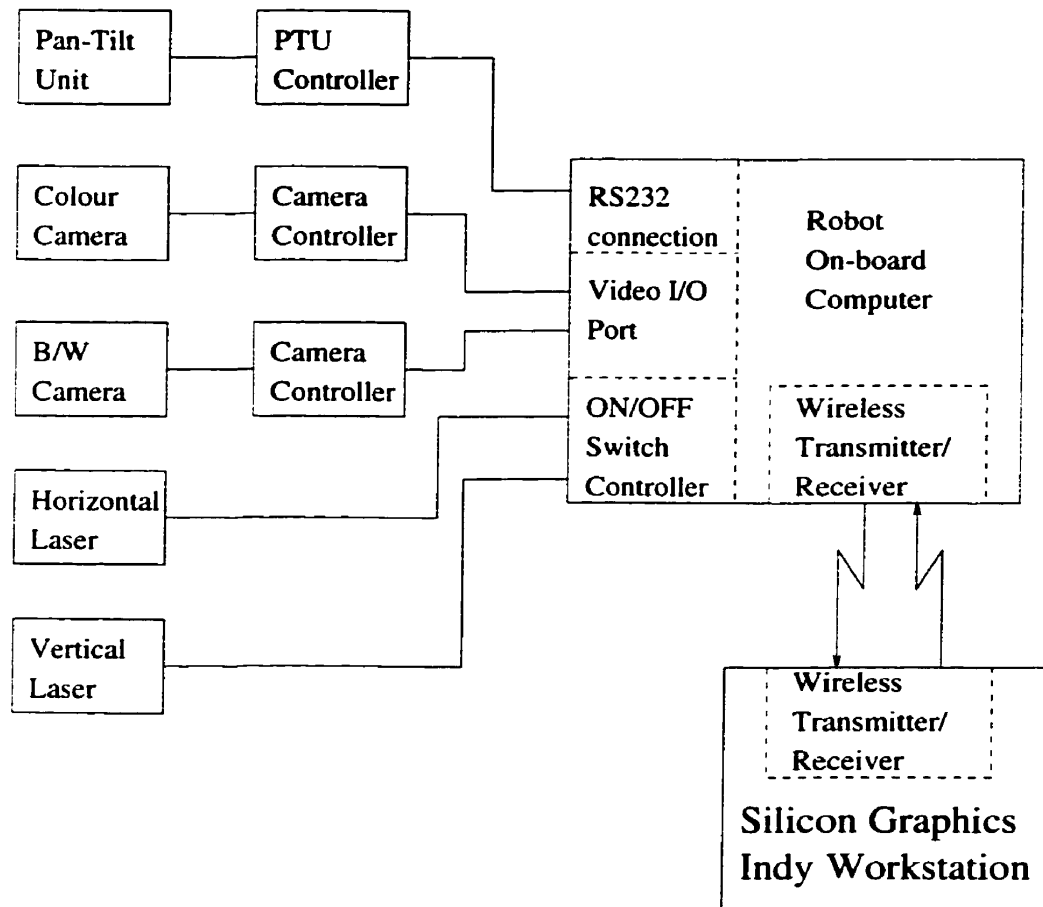 Pan-Tilt
Unit
PTU
Controller
Colour
Camera
Camera
Controller
B/W
Camera
Camera
Controller
Horizontal
Laser
Vertical
Laser
RS232
connection
Video I/O
Port
ON/OFF
Switch
Controller
Robot
On-board
Computer
Wireless
Transmitter/
Receiver
Wireless
Transmitter/
Receiver
Silicon Graphics
Indy Workstation